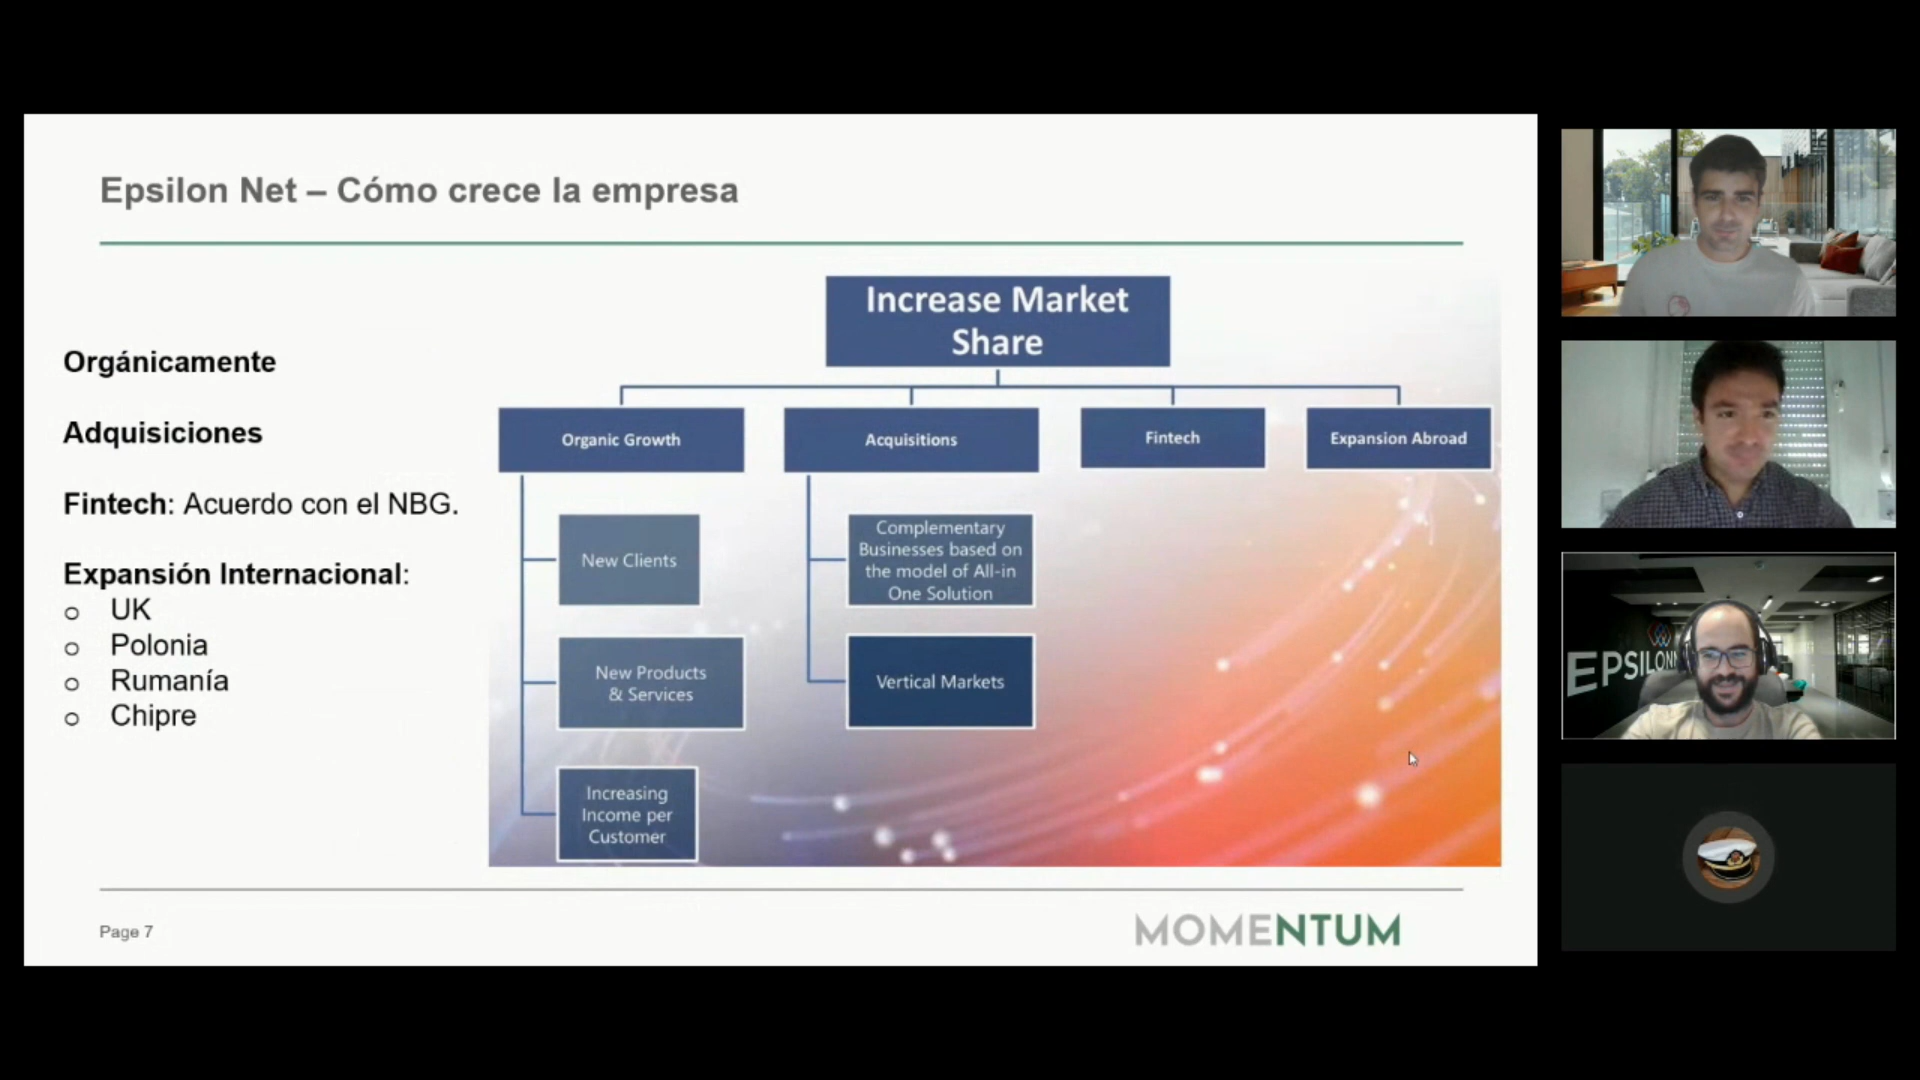 Epsilon Net – Cómo crece la empresa
Orgánicamente
Adquisiciones
Fintech: Acuerdo con el NBG.
Expansión Internacional:
o UK
o Polonia
o Rumanía
o Chipre
Increase Market
Share
Organic Growth
Acquisitions
Fintech
Expansion Abroad
New Clients
New Products
& Services
Increasing
Income per
Customer
Complementary
Businesses based on
the model of All-in
One Solution
Vertical Markets
Page 7
MOMENTUM
EPSILON